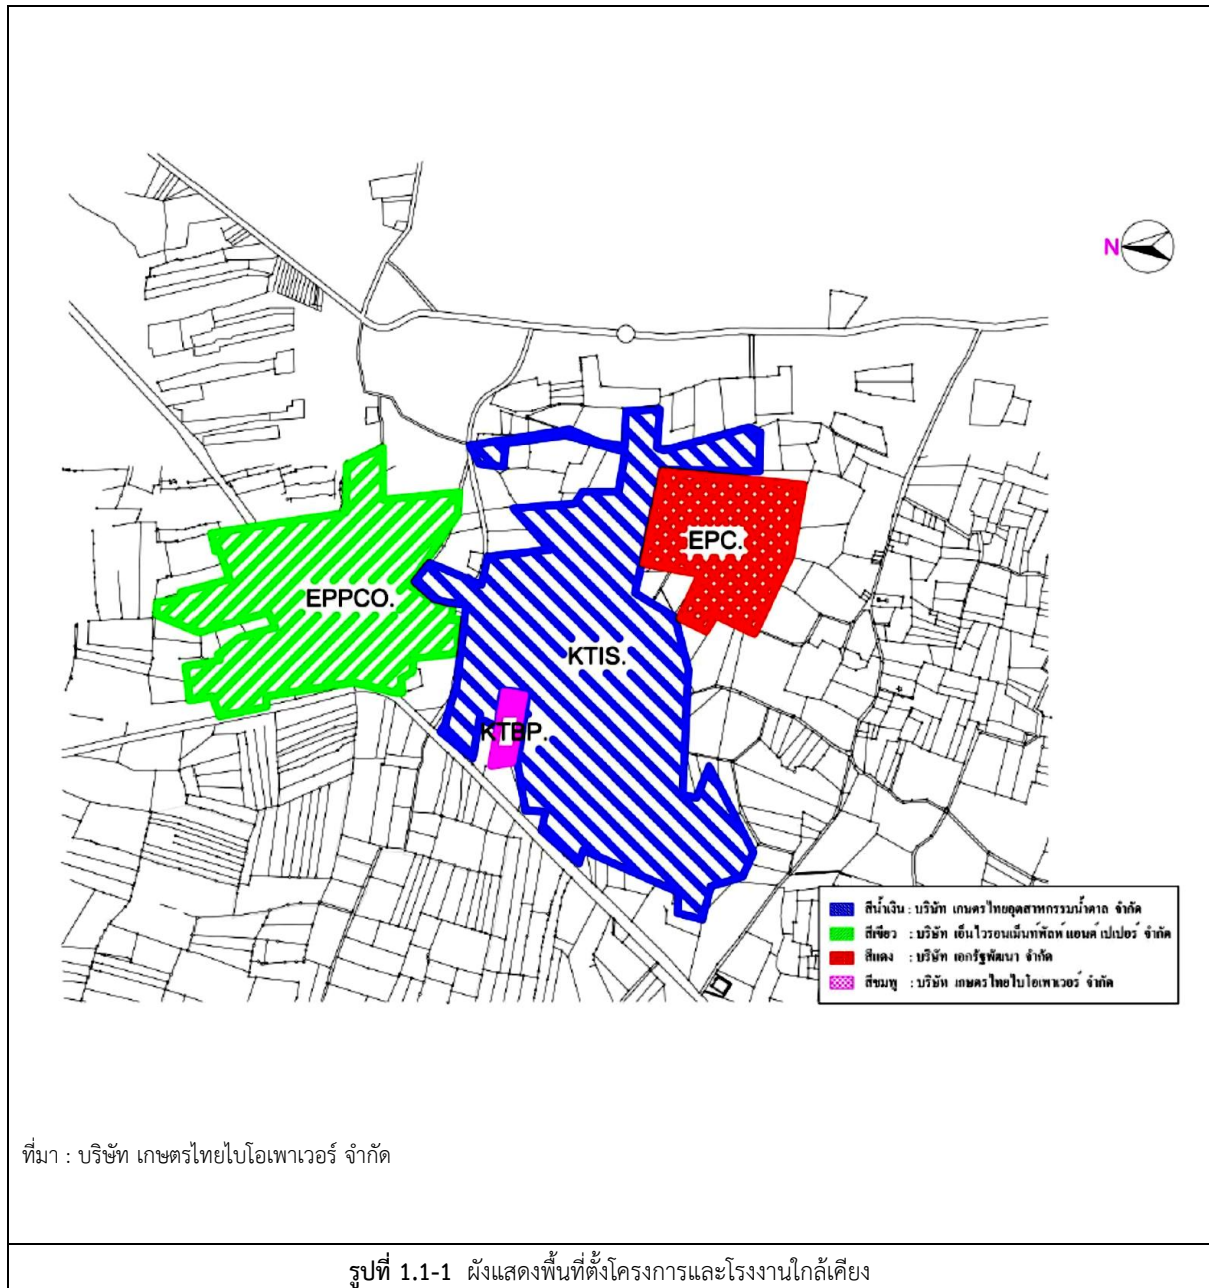 N
EPC.
EPPCO.
KTIS.
KTBP.
สีน้ำเงิน : บริษัท เกษตรไทยอุตสาหกรรมน้ำตาล จำกัด
สีเขียว : บริษัท เอ็นไวรอนเม็นท์พัลพ์แอนด์เปเปอร์ จำกัด
สีแดง : บริษัท เอกรัฐพัฒนา จำกัด
สีชมพู : บริษัท เกษตรไทยไบโอเพาเวอร์ จำกัด
ที่มา : บริษัท เกษตรไทยไบโอเพาเวอร์ จำกัด
รูปที่ 1.1-1 ผังแสดงพื้นที่ตั้งโครงการและโรงงานใกล้เคียง